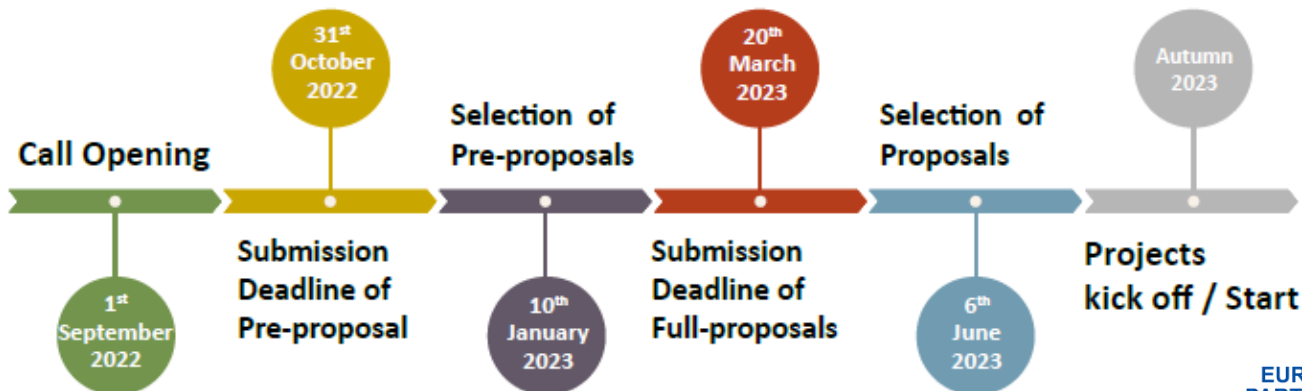 Call Opening
1st
September
2022
31st
October
2022
Submission
Deadline of
Pre-proposal
Selection of
Pre-proposals
10th
January
2023
20th
March
2023
Submission
Deadline of
Full-proposals
Selection of
Proposals
6th
June
2023
Autumn
2023
Projects
kick off / Start